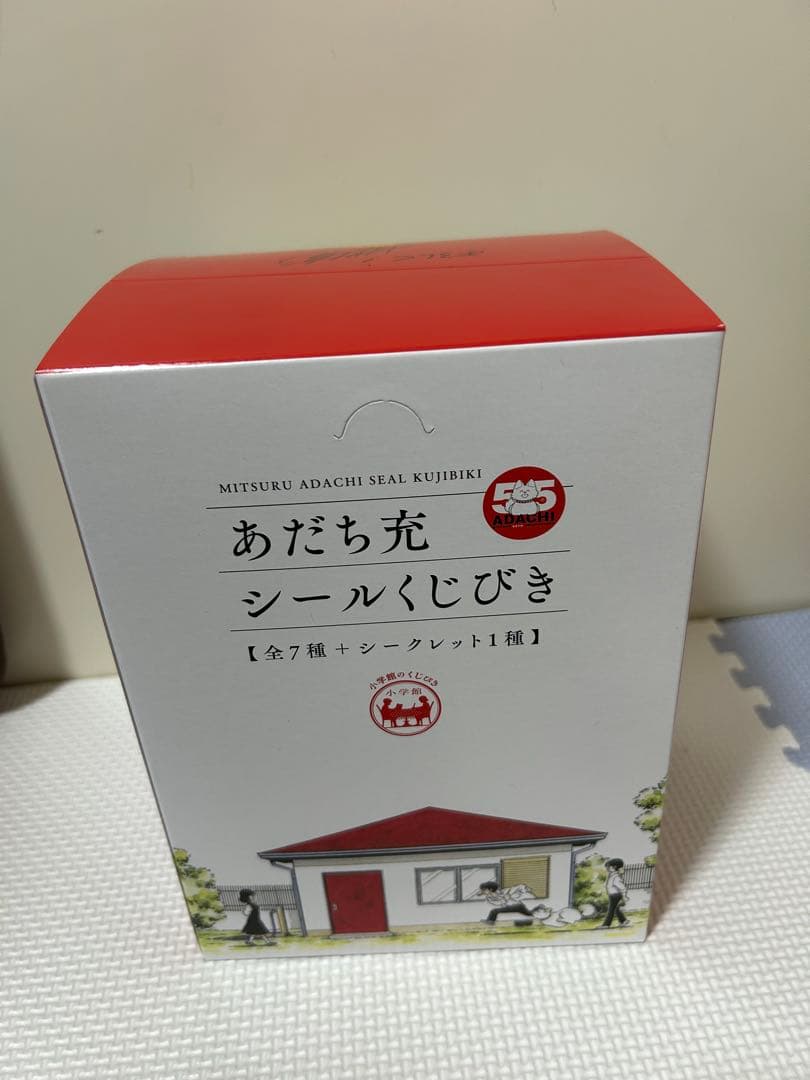 MITSURU ADACHI SEAL KUJIBIKI
55
ADACHI
あだち充
シールくじびき
【全7種+シークレット1種】
小学館のくじびき
小学館